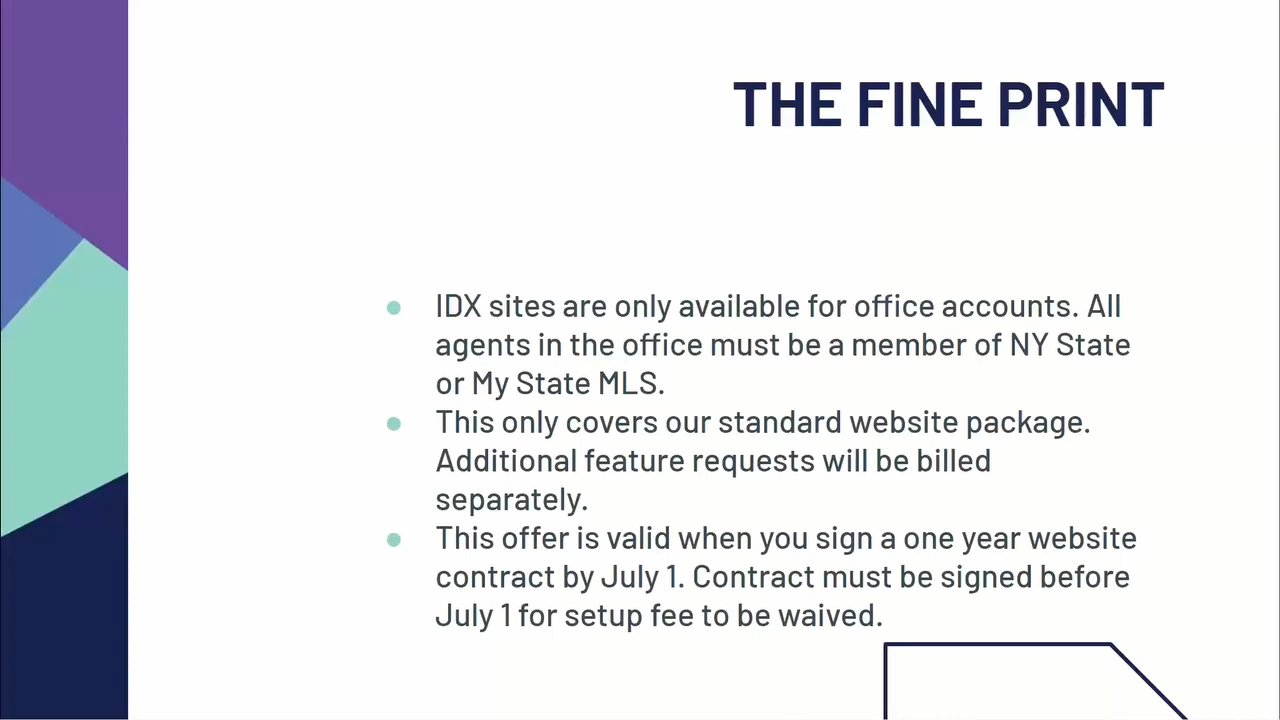 THE FINE PRINT
IDX sites are only available for office accounts. All
agents in the office must be a member of NY State
or My State MLS.
This only covers our standard website package.
Additional feature requests will be billed
separately.
This offer is valid when you sign a one year website
contract by July 1. Contract must be signed before
July 1 for setup fee to be waived.